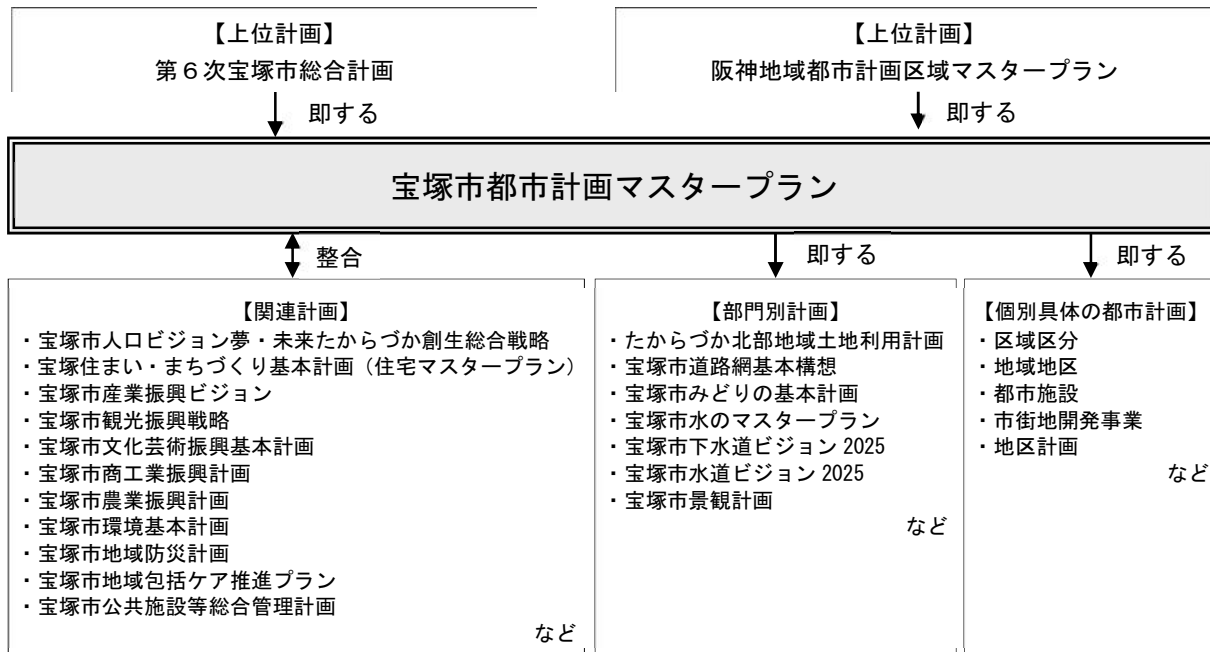 【上位計画】
第６次宝塚市総合計画
【上位計画】
阪神地域都市計画区域マスタープラン
即する
即する
宝塚市都市計画マスタープラン
整合
即する
即する
【関連計画】
・宝塚市人口ビジョン夢・未来たからづか創生総合戦略
・宝塚住まい・まちづくり基本計画（住宅マスタープラン）
・宝塚市産業振興ビジョン
・宝塚市観光振興戦略
・宝塚市文化芸術振興基本計画
・宝塚市商工業振興計画
・宝塚市農業振興計画
・宝塚市環境基本計画
・宝塚市地域防災計画
・宝塚市地域包括ケア推進プラン
・宝塚市公共施設等総合管理計画
など
【部門別計画】
・たからづか北部地域土地利用計画
・宝塚市道路網基本構想
・宝塚市みどりの基本計画
・宝塚市水のマスタープラン
・宝塚市下水道ビジョン 2025
・宝塚市水道ビジョン 2025
・宝塚市景観計画
など
【個別具体の都市計画】
・区域区分
・地域地区
・都市施設
・市街地開発事業
・地区計画
など